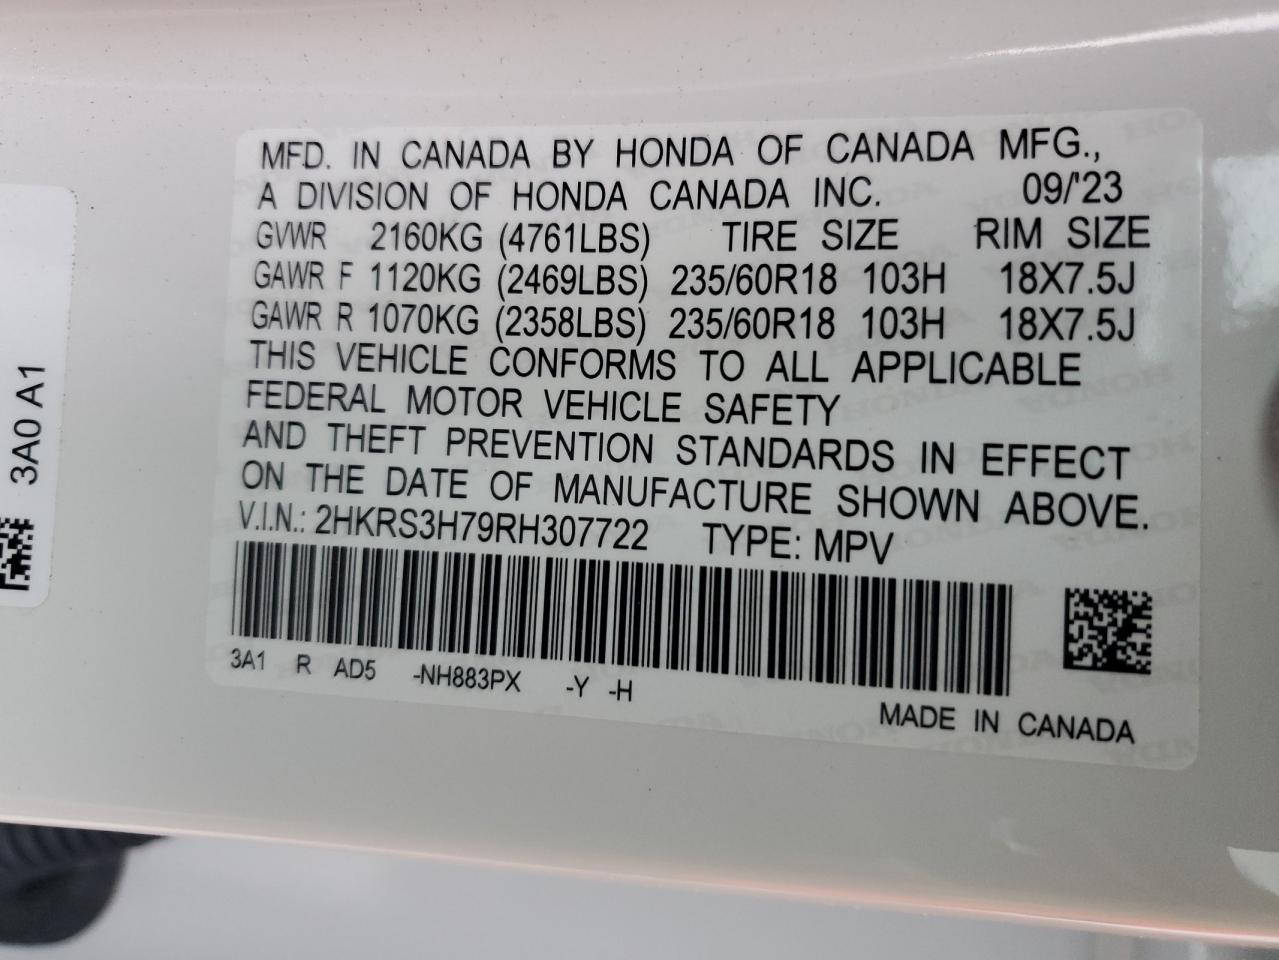 MFD. IN CANADA BY HONDA OF CANADA MFG.,
A DIVISION OF HONDA CANADA INC. 09/'23
GVWR 2160KG (4761LBS) TIRE SIZE RIM SIZE
GAWR F 1120KG (2469LBS) 235/60R18 103H 18X7.5J
GAWR R 1070KG (2358LBS) 235/60R18 103H 18X7.5J
THIS VEHICLE CONFORMS TO ALL APPLICABLE
FEDERAL MOTOR VEHICLE SAFETY
AND THEFT PREVENTION STANDARDS IN EFFECT
ON THE DATE OF MANUFACTURE SHOWN ABOVE.
V.I.N.: 2HKRS3H79RH307722 TYPE: MPV
3A1 R AD5 -NH883PX -Y -H
MADE IN CANADA
3A0 A1